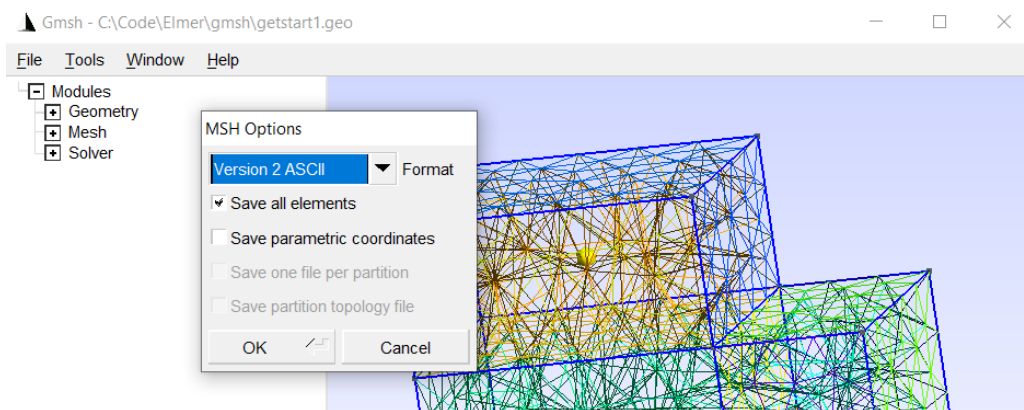 Gmsh - C:\Code\Elmer\gmsh\getstart1.geo
File Tools Window Help
Modules
Geometry
Mesh
Solver
MSH Options
Version 2 ASCII Format
Save all elements
Save parametric coordinates
Save one file per partition
Save partition topology file
OK Cancel